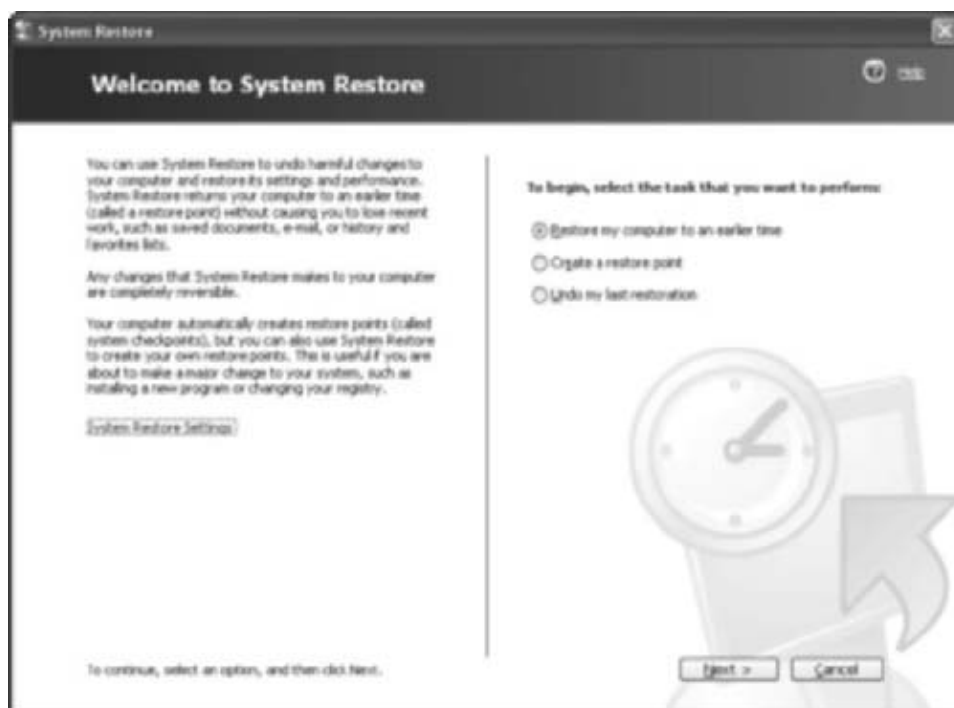 System Restore
Welcome to System Restore
Help
You can use System Restore to undo harmful changes to
your computer and restore its settings and performance.
System Restore returns your computer to an earlier time
(called a restore point) without causing you to lose recent
work, such as saved documents, e-mail, or history and
favorites lists.
Any changes that System Restore makes to your computer
are completely reversible.
Your computer automatically creates restore points (called
system checkpoints), but you can also use System Restore
to create your own restore points. This is useful if you are
about to make a major change to your system, such as
installing a new program or changing your registry.
System Restore Settings
To begin, select the task that you want to perform:
Restore my computer to an earlier time
Create a restore point
Undo my last restoration
To continue, select an option, and then click Next.
Next >
Cancel